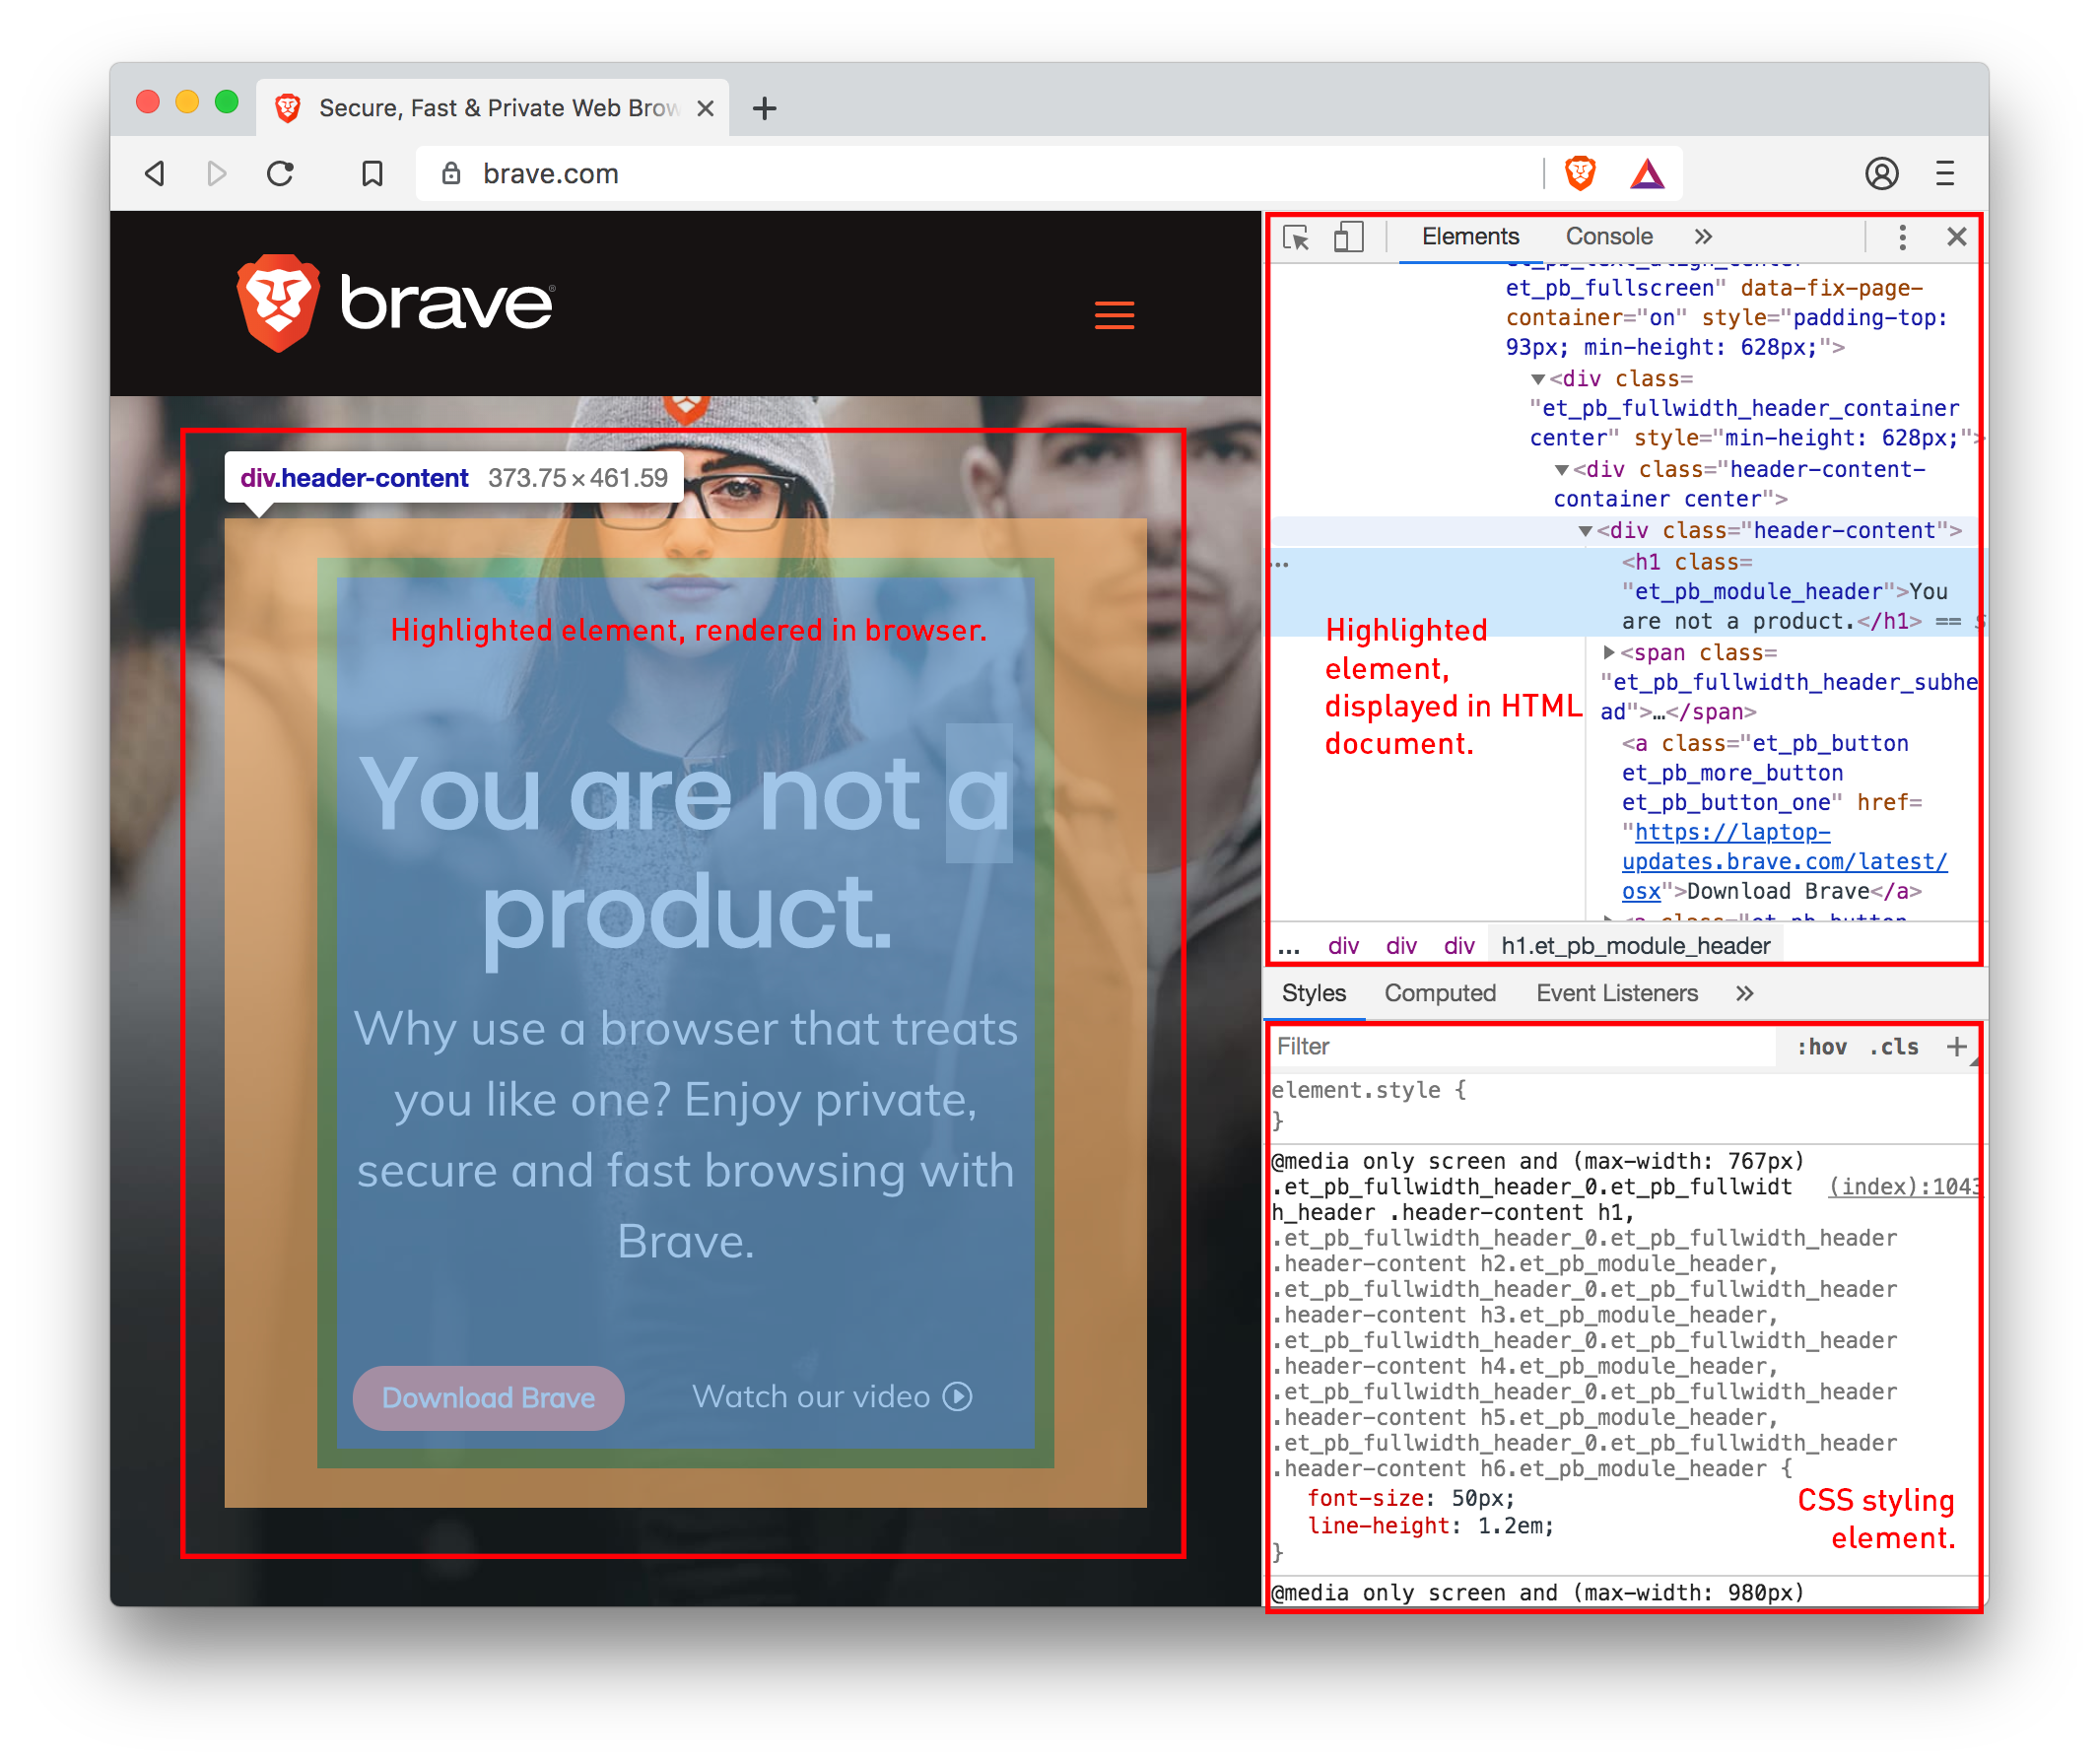 Secure, Fast & Private Web Brow
brave.com
brave
div.header-content 373.75×461.59
Highlighted element, rendered in browser.
You are not a
product.
Why use a browser that treats
you like one? Enjoy private,
secure and fast browsing with
Brave.
Download Brave
Watch our video
Elements Console »
et_pb_text_align_center
et_pb_fullscreen" data-fix-page-
container="on" style="padding-top:
93px; min-height: 628px;">
▼<div class=
"et_pb_fullwidth_header_container
center" style="min-height: 628px;">
▼<div class="header-content-
container center">
▼<div class="header-content">
… <h1 class=
"et_pb_module_header">You
are not a product.</h1> == $
Highlighted
element,
displayed in HTML
document.
▶<span class=
"et_pb_fullwidth_header_subhe
ad">…</span>
<a class="et_pb_button
et_pb_more_button
et_pb_button_one" href=
"https://laptop-
updates.brave.com/latest/
osx">Download Brave</a>
▶<a class="et_pb_button
… div div div h1.et_pb_module_header
Styles Computed Event Listeners »
Filter :hov .cls +
element.style {
}
@media only screen and (max-width: 767px)
.et_pb_fullwidth_header_0.et_pb_fullwidt (index):1043
h_header .header-content h1,
.et_pb_fullwidth_header_0.et_pb_fullwidth_header
.header-content h2.et_pb_module_header,
.et_pb_fullwidth_header_0.et_pb_fullwidth_header
.header-content h3.et_pb_module_header,
.et_pb_fullwidth_header_0.et_pb_fullwidth_header
.header-content h4.et_pb_module_header,
.et_pb_fullwidth_header_0.et_pb_fullwidth_header
.header-content h5.et_pb_module_header,
.et_pb_fullwidth_header_0.et_pb_fullwidth_header
.header-content h6.et_pb_module_header {
font-size: 50px;
line-height: 1.2em;
}
CSS styling
element.
@media only screen and (max-width: 980px)